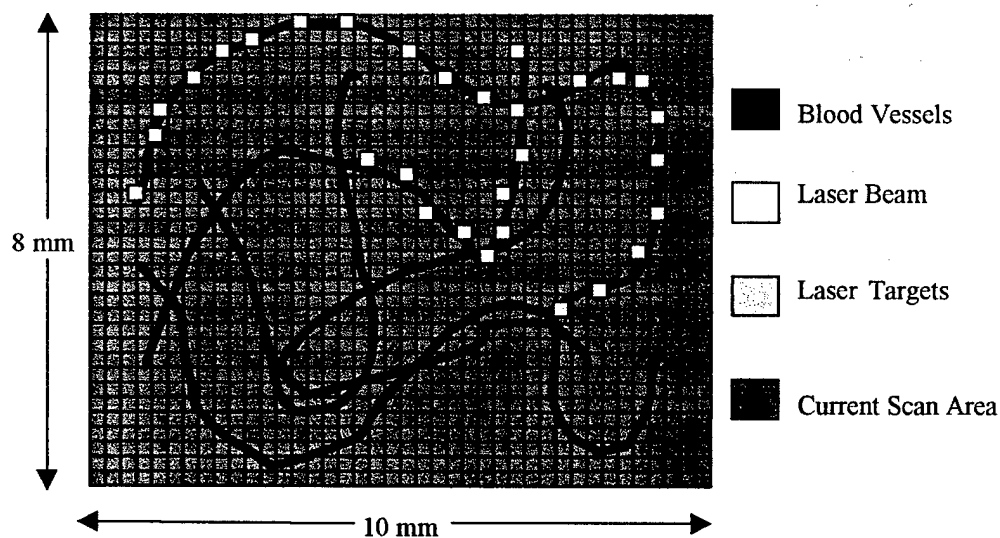 Blood Vessels
Laser Beam
8 mm
Laser Targets
Current Scan Area
10 mm